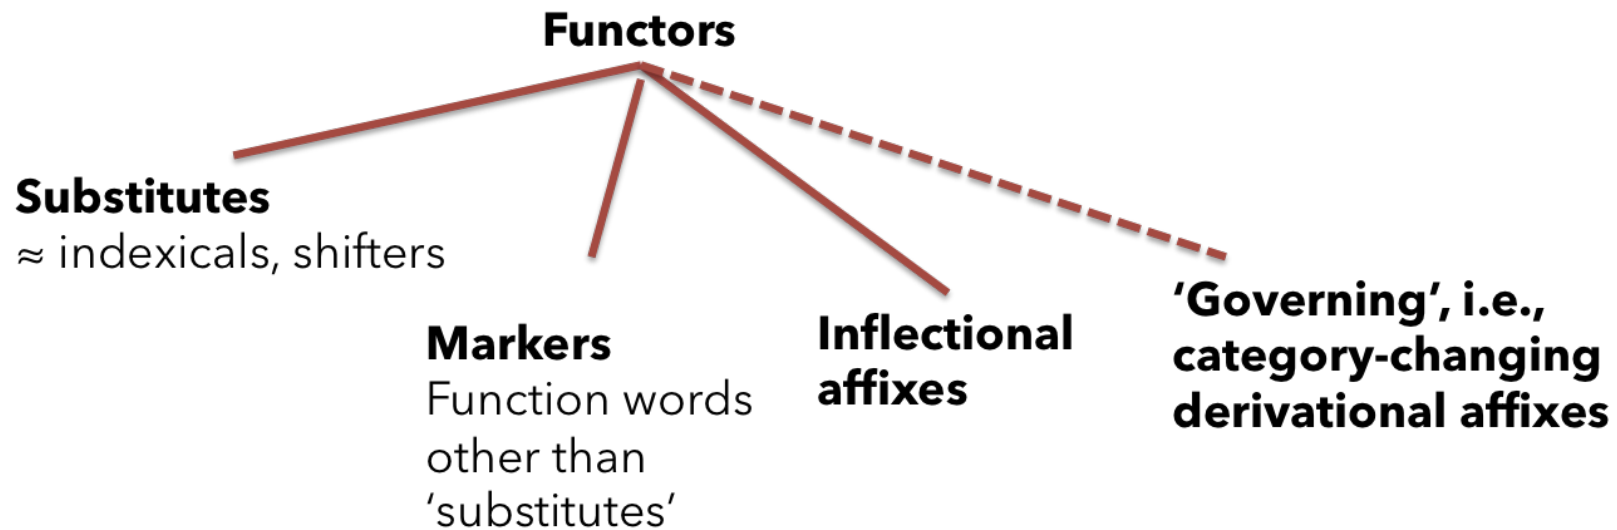 Functors
Substitutes
≈ indexicals, shifters
Markers
Function words
other than
‘substitutes’
Inflectional
affixes
‘Governing’, i.e.,
category-changing
derivational affixes